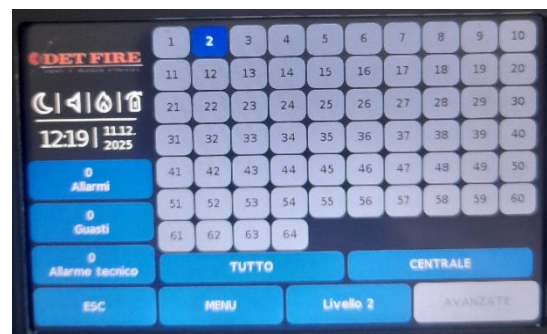 DET FIRE
12:19 | 11.12.
2025
0
Allarmi
0
Guasti
0
Allarme tecnico
ESC
1 2 3 4 5 6 7 8 9 10
11 12 13 14 15 16 17 18 19 20
21 22 23 24 25 26 27 28 29 30
31 32 33 34 35 36 37 38 39 40
41 42 43 44 45 46 47 48 49 50
51 52 53 54 55 56 57 58 59 60
61 62 63 64
TUTTO CENTRALE
MENU Livello 2 AVANZATE